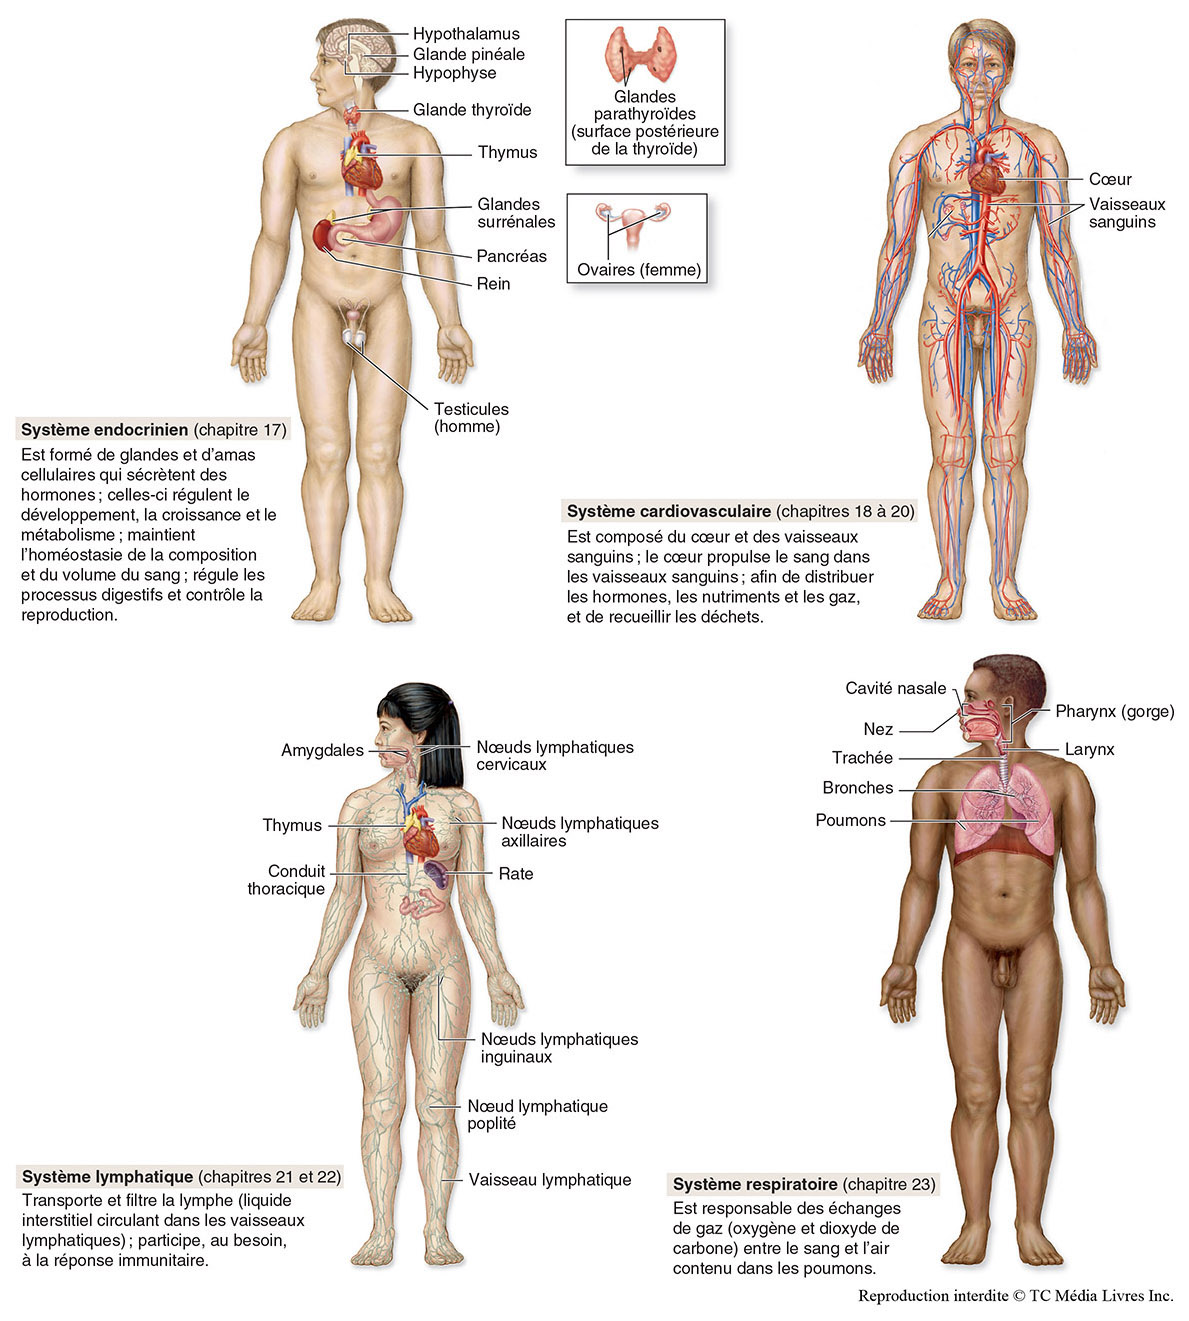 Hypothalamus
Glande pinéale
Hypophyse
Glande thyroïde
Thymus
Glandes
surrénales
Pancréas
Rein
Testicules
(homme)
Glandes
parathyroïdes
(surface postérieure
de la thyroïde)
Ovaires (femme)
Système endocrinien (chapitre 17)
Est formé de glandes et d’amas
cellulaires qui sécrètent des
hormones ; celles-ci régulent le
développement, la croissance et le
métabolisme ; maintient
l’homéostasie de la composition
et du volume du sang ; régule les
processus digestifs et contrôle la
reproduction.
Cœur
Vaisseaux
sanguins
Système cardiovasculaire (chapitres 18 à 20)
Est composé du cœur et des vaisseaux
sanguins ; le cœur propulse le sang dans
les vaisseaux sanguins ; afin de distribuer
les hormones, les nutriments et les gaz,
et de recueillir les déchets.
Amygdales
Nœuds lymphatiques
cervicaux
Thymus
Nœuds lymphatiques
axillaires
Conduit
thoracique
Rate
Nœuds lymphatiques
inguinaux
Nœud lymphatique
poplité
Vaisseau lymphatique
Système lymphatique (chapitres 21 et 22)
Transporte et filtre la lymphe (liquide
interstitiel circulant dans les vaisseaux
lymphatiques) ; participe, au besoin,
à la réponse immunitaire.
Cavité nasale
Nez
Pharynx (gorge)
Larynx
Trachée
Bronches
Poumons
Système respiratoire (chapitre 23)
Est responsable des échanges
de gaz (oxygène et dioxyde de
carbone) entre le sang et l’air
contenu dans les poumons.
Reproduction interdite © TC Média Livres Inc.